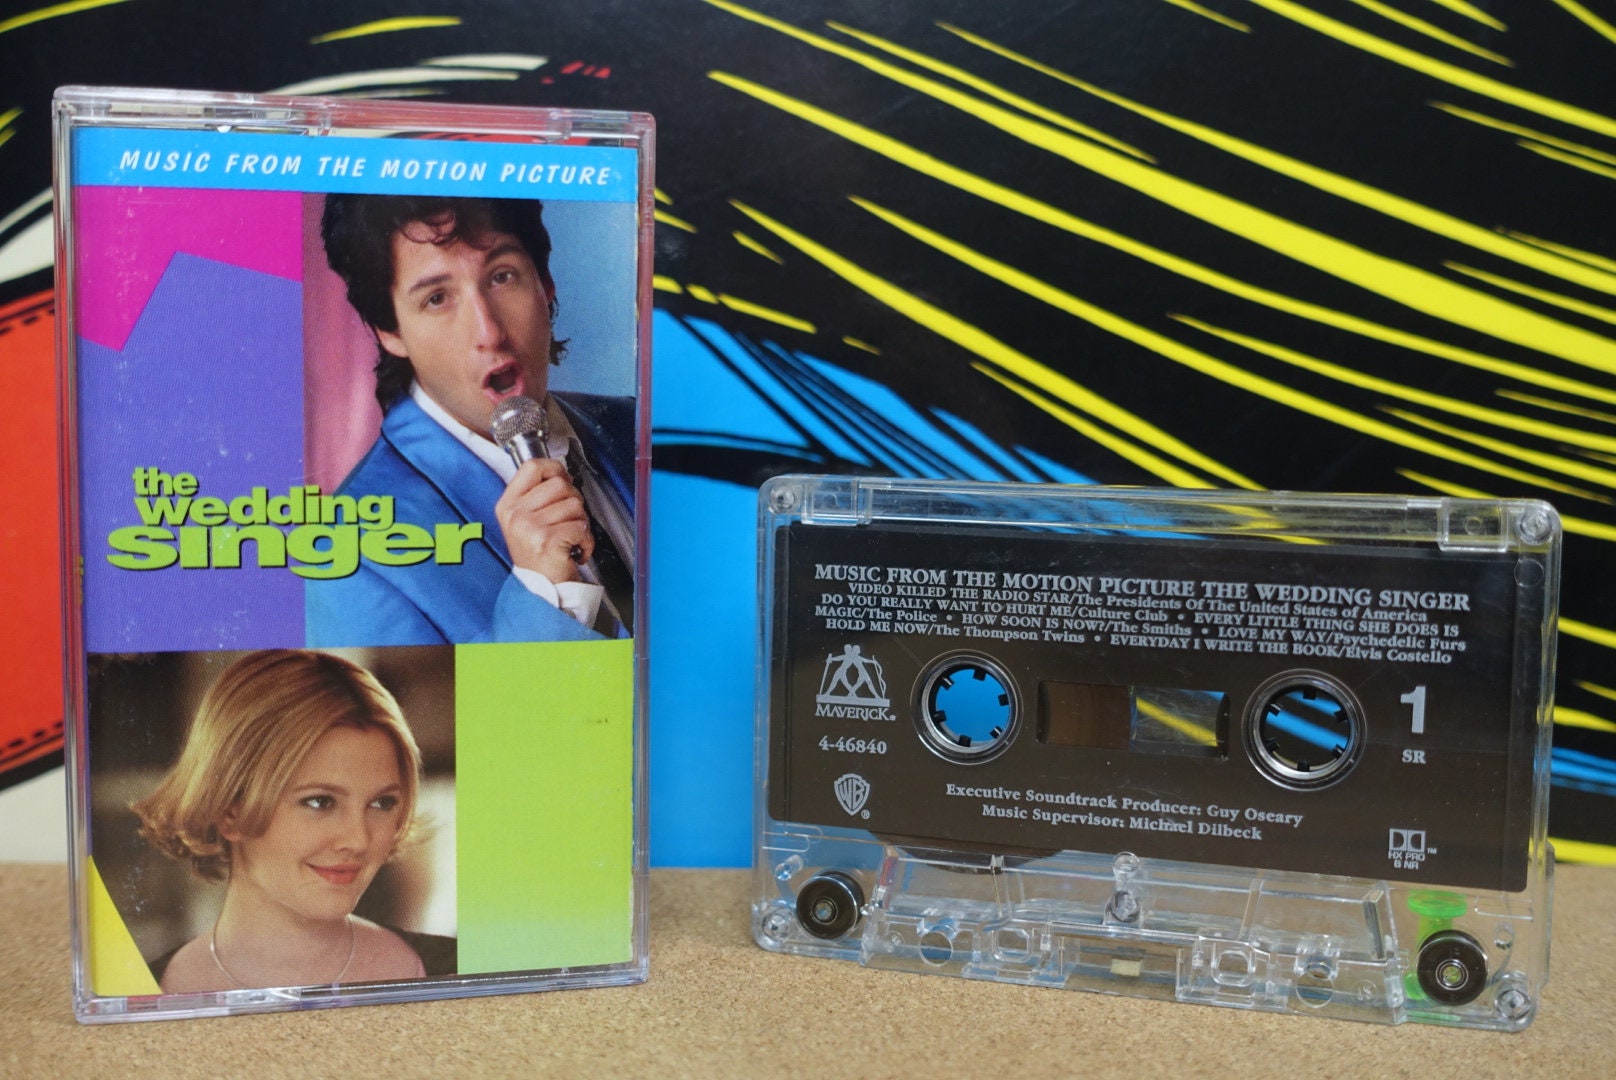 MUSIC FROM THE MOTION PICTURE
the
wedding
singer
MUSIC FROM THE MOTION PICTURE THE WEDDING SINGER
VIDEO KILLED THE RADIO STAR/The Presidents Of The United States of America
DO YOU REALLY WANT TO HURT ME/Culture Club • EVERY LITTLE THING SHE DOES IS
MAGIC/The Police • HOW SOON IS NOW?/The Smiths • LOVE MY WAY/Psychedelic Furs
HOLD ME NOW/The Thompson Twins • EVERYDAY I WRITE THE BOOK/Elvis Costello
MAVERICK®
4-46840
1
SR
WB®
Executive Soundtrack Producer: Guy Oseary
Music Supervisor: Michael Dilbeck
™
HX PRO
B NR